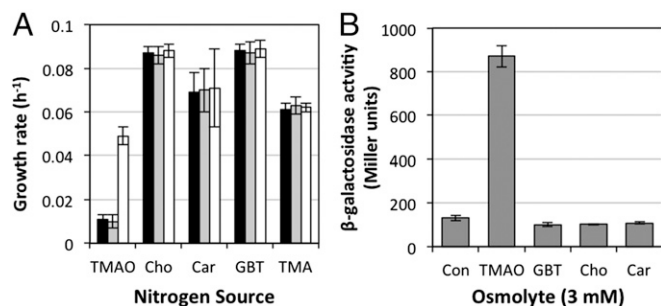 A
Growth rate (h-1)
0.1
0.08
0.06
0.04
0.02
0
TMAO Cho Car GBT TMA
Nitrogen Source
B
β-galactosidase actvitiy
(Miller units)
1000
800
600
400
200
0
Con TMAO GBT Cho Car
Osmolyte (3 mM)